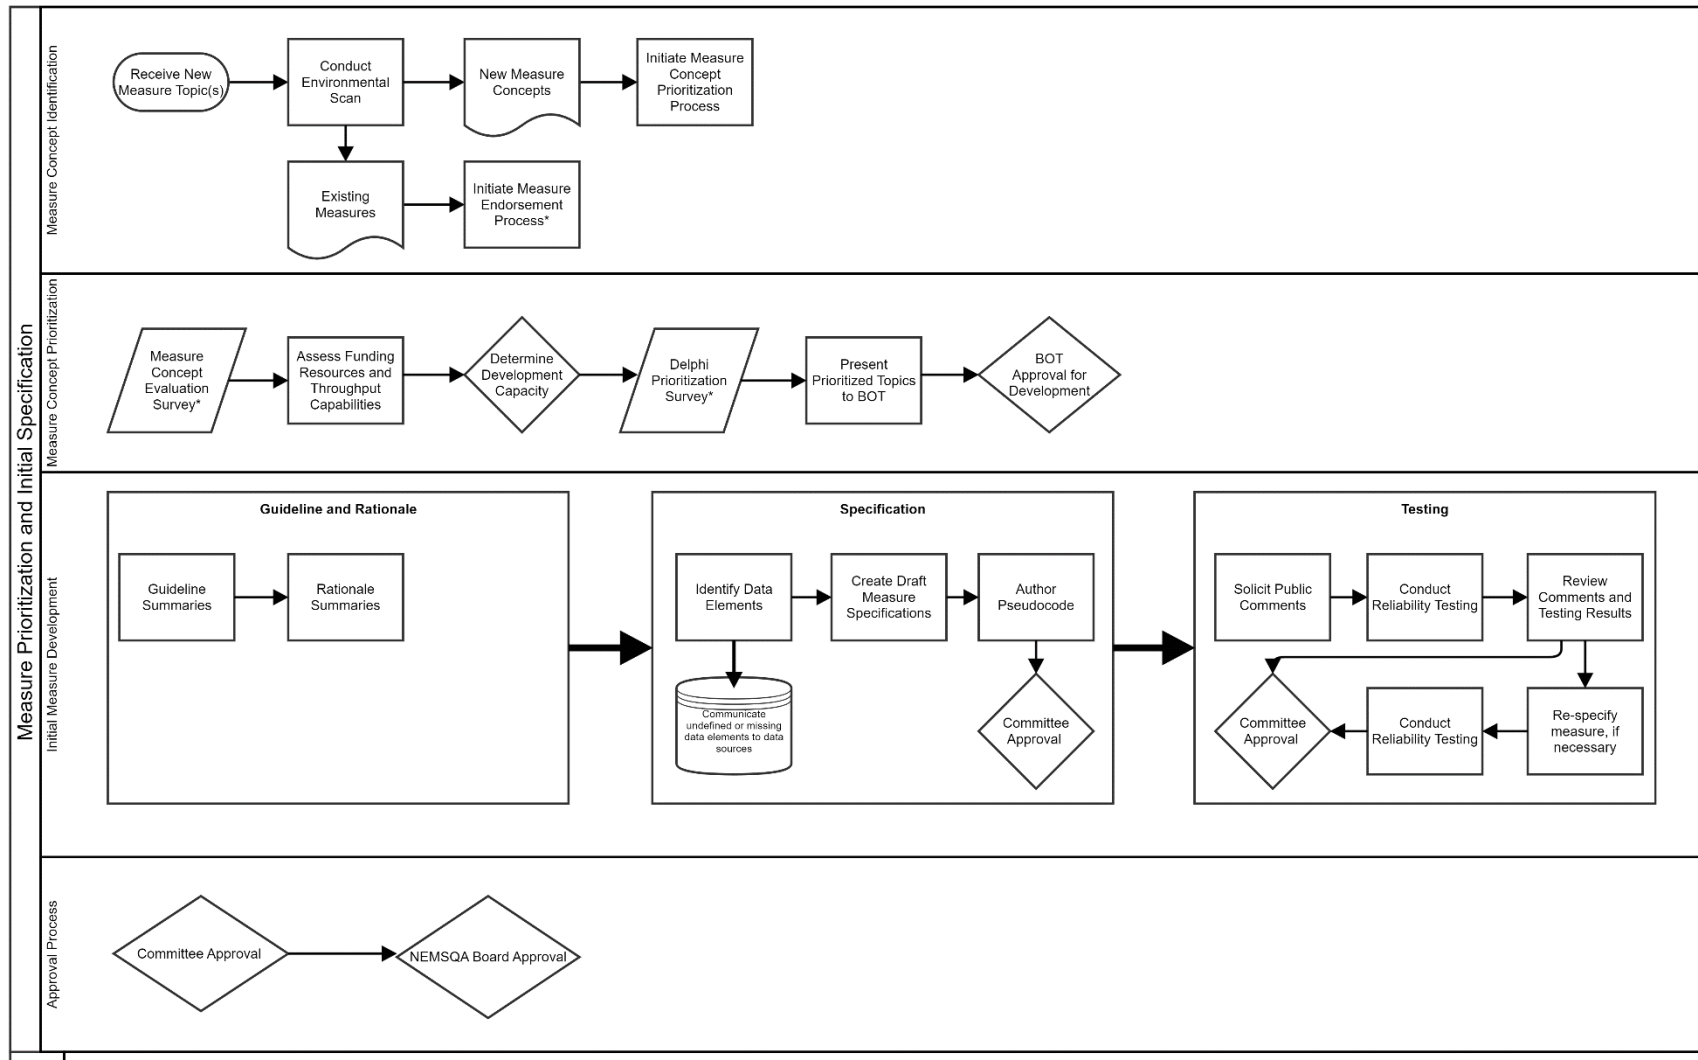 Measure Prioritization and Initial Specification
Measure Concept Identification
Receive New
Measure Topic(s)
Conduct
Environmental
Scan
New Measure
Concepts
Initiate Measure
Concept
Prioritization
Process
Existing
Measures
Initiate Measure
Endorsement
Process*
Measure Concept Prioritization
Measure
Concept
Evaluation
Survey*
Assess Funding
Resources and
Throughput
Capabilities
Determine
Development
Capacity
Delphi
Prioritization
Survey*
Present
Prioritized Topics
to BOT
BOT
Approval for
Development
Initial Measure Development
Guideline and Rationale
Guideline
Summaries
Rationale
Summaries
Specification
Identify Data
Elements
Create Draft
Measure
Specifications
Author
Pseudocode
Communicate
undefined or missing
data elements to data
sources
Committee
Approval
Testing
Solicit Public
Comments
Conduct
Reliability Testing
Review
Comments and
Testing Results
Committee
Approval
Conduct
Reliability Testing
Re-specify
measure, if
necessary
Approval Process
Committee Approval
NEMSQA Board Approval